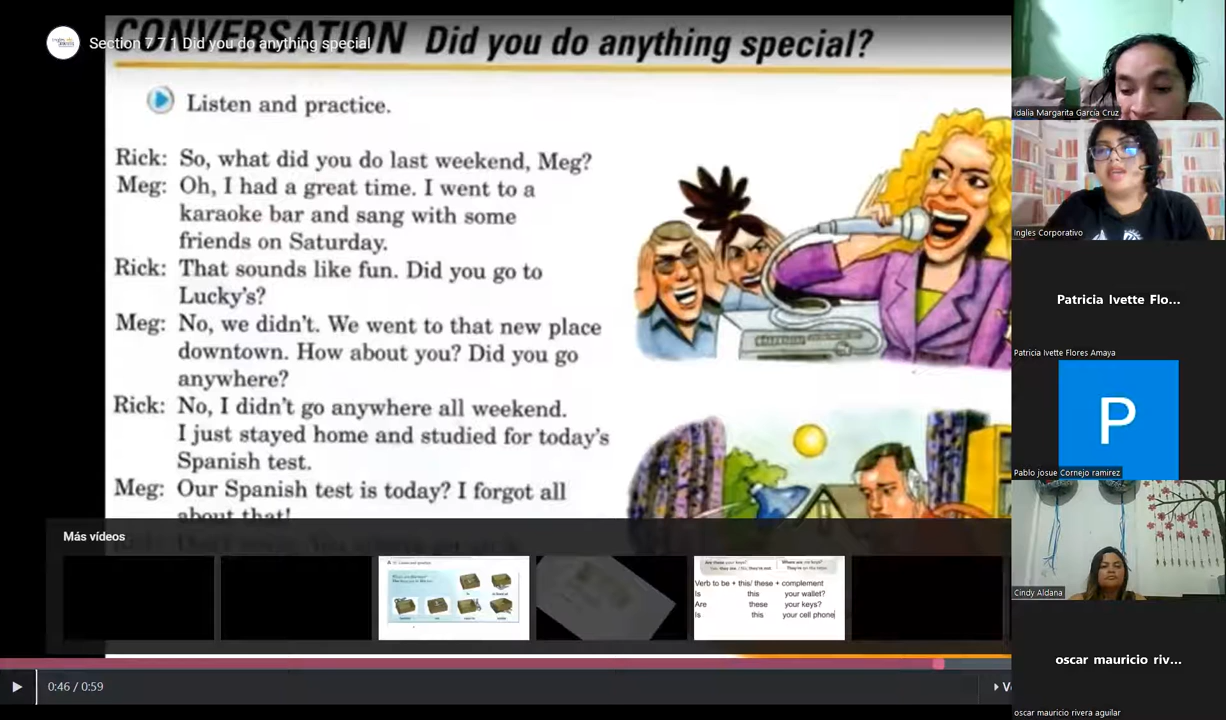 CONVERSATION Did you do anything special?
Section 7 7 1 Did you do anything special
Listen and practice.
Rick: So, what did you do last weekend, Meg?
Meg: Oh, I had a great time. I went to a
karaoke bar and sang with some
friends on Saturday.
Rick: That sounds like fun. Did you go to
Lucky's?
Meg: No, we didn't. We went to that new place
downtown. How about you? Did you go
anywhere?
Rick: No, I didn't go anywhere all weekend.
I just stayed home and studied for today's
Spanish test.
Meg: Our Spanish test is today? I forgot all
about that!
Más vídeos
Verb to be + this/ these + complement
Is this your wallet?
Are these your keys?
Is this your cell phone
0:46 / 0:59
Idalia Margarita García Cruz
Ingles Corporativo
Patricia Ivette Flo...
Patricia Ivette Flores Amaya
P
Pablo josue Cornejo ramirez
Cindy Aldana
oscar mauricio riv...
oscar mauricio rivera aguilar